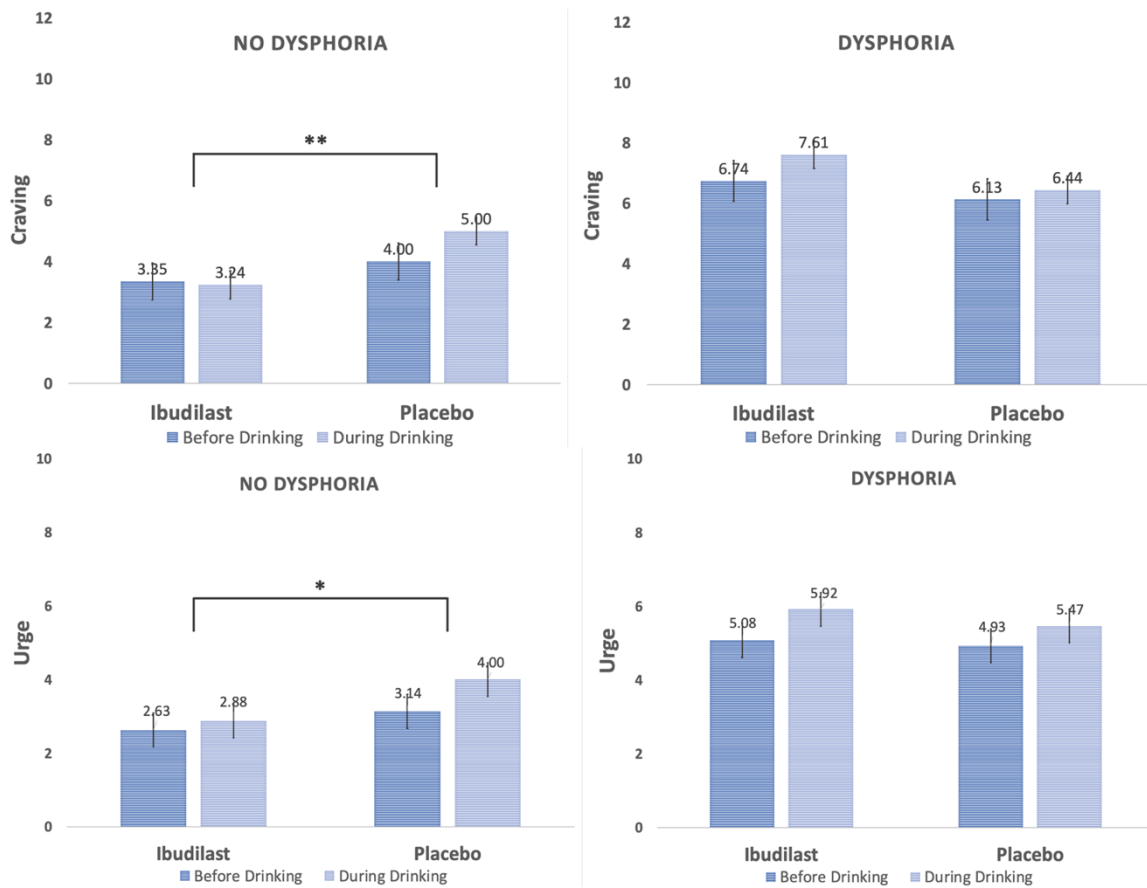 NO DYSPHORIA
12
10
8
6
4
2
0
Craving
**
3.35
3.24
4.00
5.00
Ibudilast
Placebo
Before Drinking
During Drinking
DYSPHORIA
12
10
8
6
4
2
0
Craving
6.74
7.61
6.13
6.44
Ibudilast
Placebo
Before Drinking
During Drinking
NO DYSPHORIA
10
8
6
4
2
0
Urge
*
2.63
2.88
3.14
4.00
Ibudilast
Placebo
Before Drinking
During Drinking
DYSPHORIA
10
8
6
4
2
0
Urge
5.08
5.92
4.93
5.47
Ibudilast
Placebo
Before Drinking
During Drinking